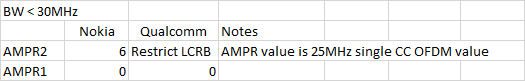 BW < 30MHz
Nokia Qualcomm Notes
AMPR2 6 Restrict LCRB AMPR value is 25MHz single CC OFDM value
AMPR1 0 0